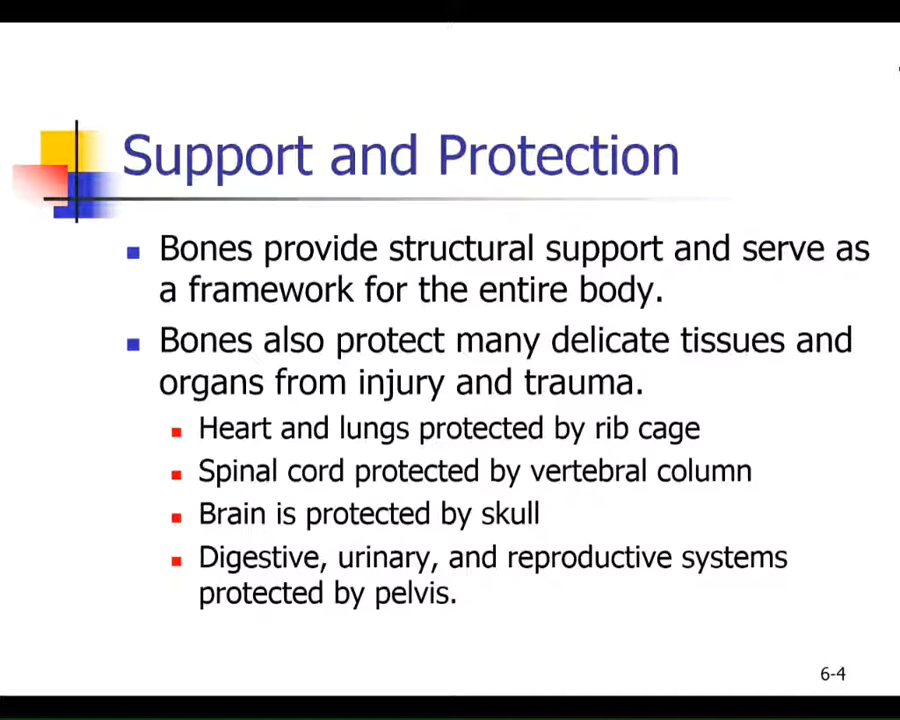 Support and Protection
Bones provide structural support and serve as
a framework for the entire body.
Bones also protect many delicate tissues and
organs from injury and trauma.
Heart and lungs protected by rib cage
Spinal cord protected by vertebral column
Brain is protected by skull
Digestive, urinary, and reproductive systems
protected by pelvis.
6-4